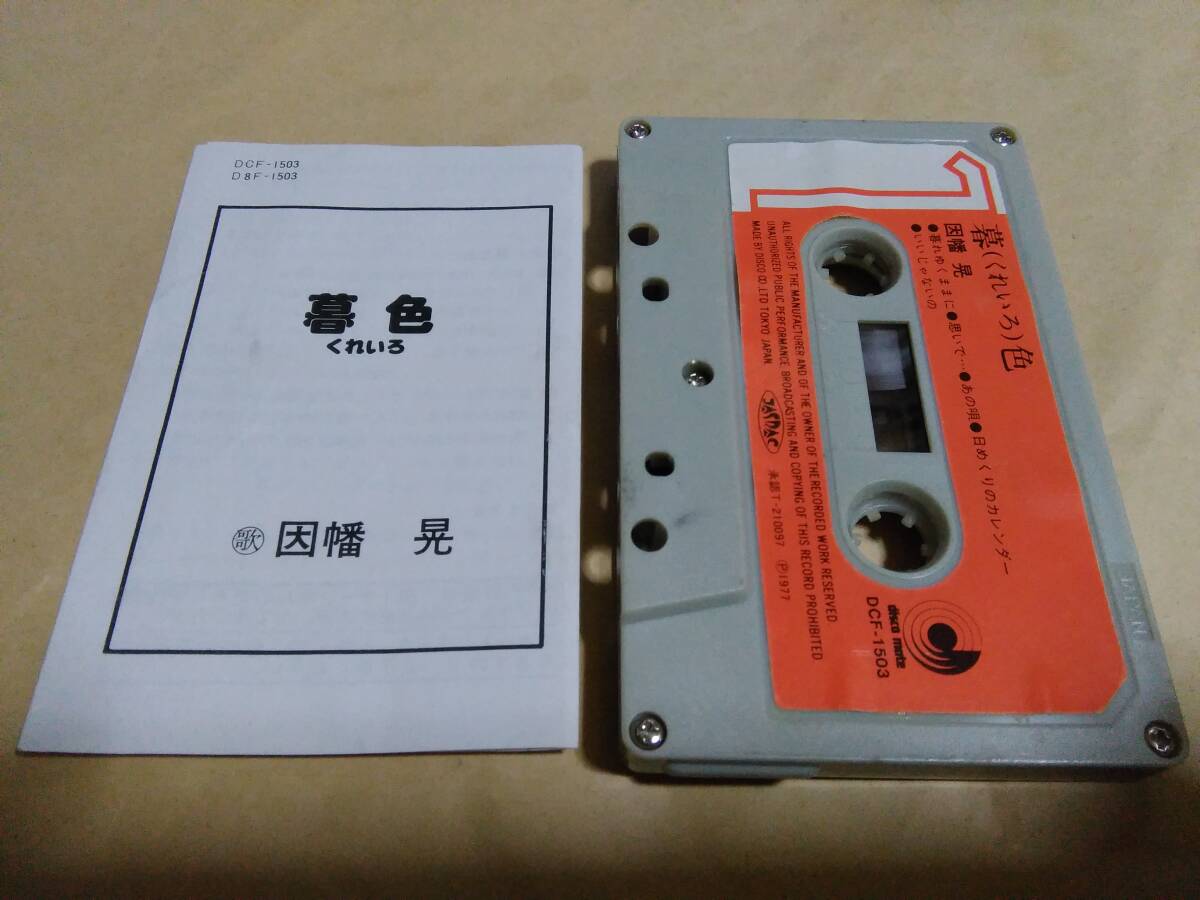 DCF-1503
D8F-1503
暮色
くれいろ
歌 因幡 晃
1
暮(くれいろ)色
因幡 晃
●暮れゆくままに●思いで…●あの唄●日めくりのカレンダー
●いいじゃないの
ALL RIGHTS OF THE MANUFACTURER AND OF THE OWNER OF THE RECORDED WORK RESERVED
UNAUTHORIZED PUBLIC PERFORMANCE BROADCASTING AND COPYING OF THIS RECORD PROHIBITED
MADE BY DISCO CO.,LTD TOKYO JAPAN.
JASRAC 承認T-210097 Ⓟ1977
disco mate
DCF-1503
JAPAN